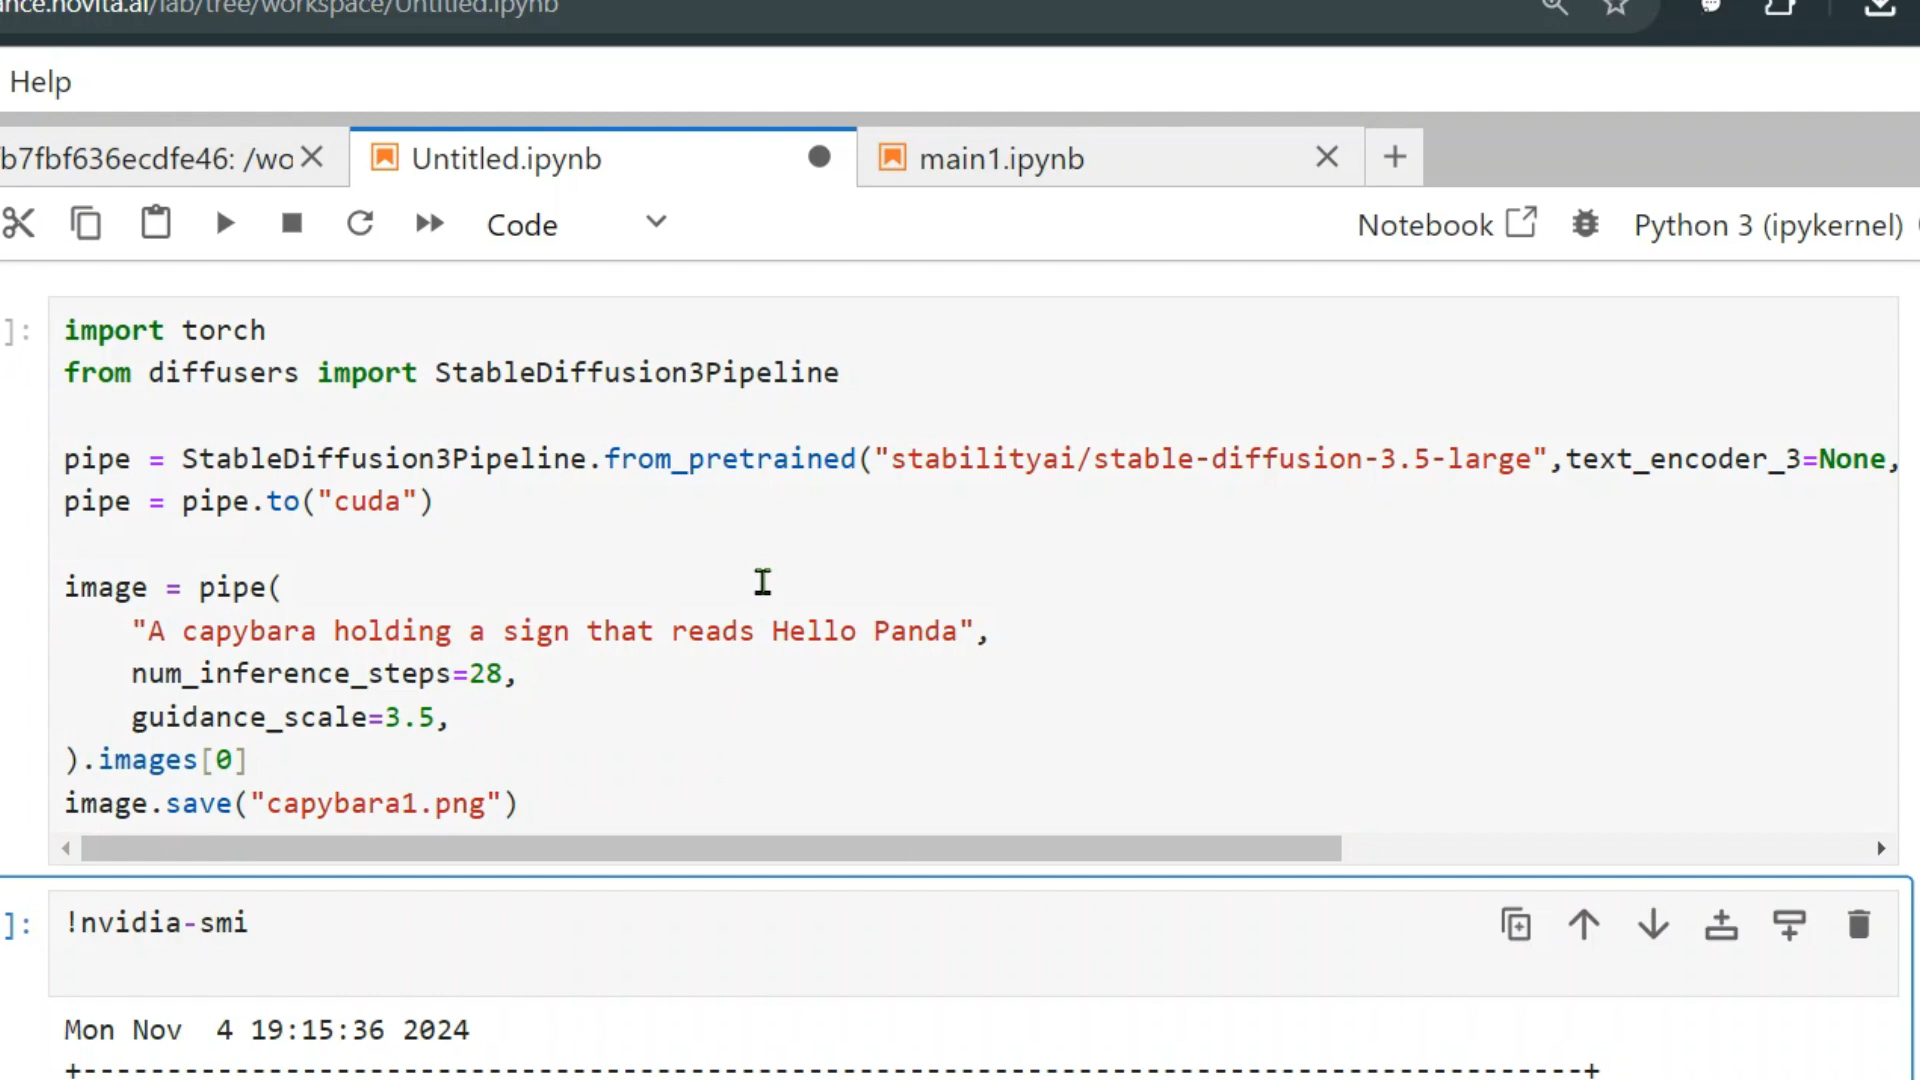 ance.novita.ai/lab/tree/workspace/Untitled.ipynb
Help
b7fbf636ecdfe46: /wo
Untitled.ipynb
main1.ipynb
Code
Notebook
Python 3 (ipykernel)
]:
import torch
from diffusers import StableDiffusion3Pipeline
pipe = StableDiffusion3Pipeline.from_pretrained("stabilityai/stable-diffusion-3.5-large",text_encoder_3=None,
pipe = pipe.to("cuda")
image = pipe(
"A capybara holding a sign that reads Hello Panda",
num_inference_steps=28,
guidance_scale=3.5,
).images[0]
image.save("capybara1.png")
]:
!nvidia-smi
Mon Nov  4 19:15:36 2024
+-----------------------------------------------------------------------------------------+